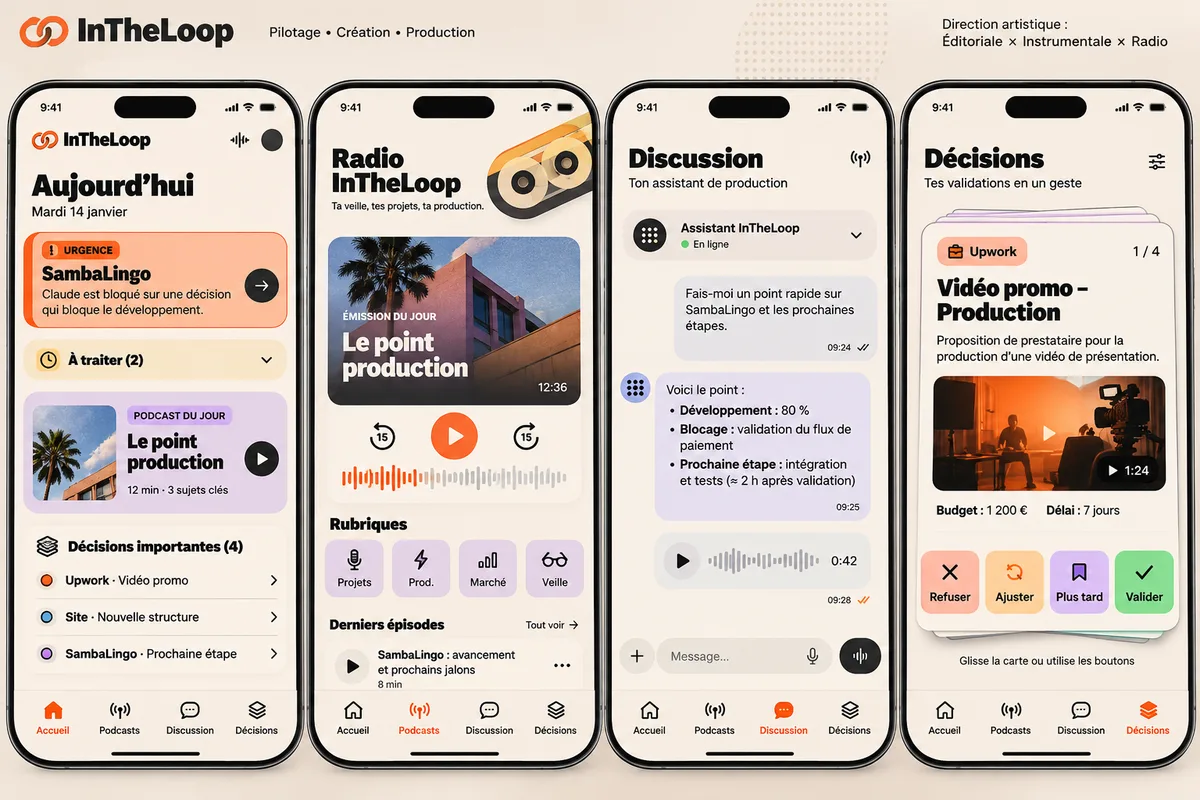 InTheLoop
Pilotage • Création • Production
Direction artistique :
Éditoriale × Instrumentale × Radio
9:41
InTheLoop
Aujourd’hui
Mardi 14 janvier
URGENCE
SambaLingo
Claude est bloqué sur une décision
qui bloque le développement.
À traiter (2)
PODCAST DU JOUR
Le point
production
12 min · 3 sujets clés
Décisions importantes (4)
Upwork · Vidéo promo
Site · Nouvelle structure
SambaLingo · Prochaine étape
Accueil
Podcasts
Discussion
Décisions
9:41
Radio
InTheLoop
Ta veille, tes projets, ta production.
ÉMISSION DU JOUR
Le point
production
12:36
15
15
Rubriques
Projets
Prod.
Marché
Veille
Derniers épisodes
Tout voir →
SambaLingo : avancement
et prochains jalons
8 min
Accueil
Podcasts
Discussion
Décisions
9:41
Discussion
Ton assistant de production
Assistant InTheLoop
En ligne
Fais-moi un point rapide sur
SambaLingo et les prochaines
étapes.
09:24
Voici le point :
• Développement : 80 %
• Blocage : validation du flux de
paiement
• Prochaine étape : intégration
et tests (≈ 2 h après validation)
09:25
0:42
09:28
Message...
Accueil
Podcasts
Discussion
Décisions
9:41
Décisions
Tes validations en un geste
Upwork
1 / 4
Vidéo promo –
Production
Proposition de prestataire pour la
production d'une vidéo de présentation.
1:24
Budget : 1 200 €
Délai : 7 jours
Refuser
Ajuster
Plus tard
Valider
Glisse la carte ou utilise les boutons
Accueil
Podcasts
Discussion
Décisions